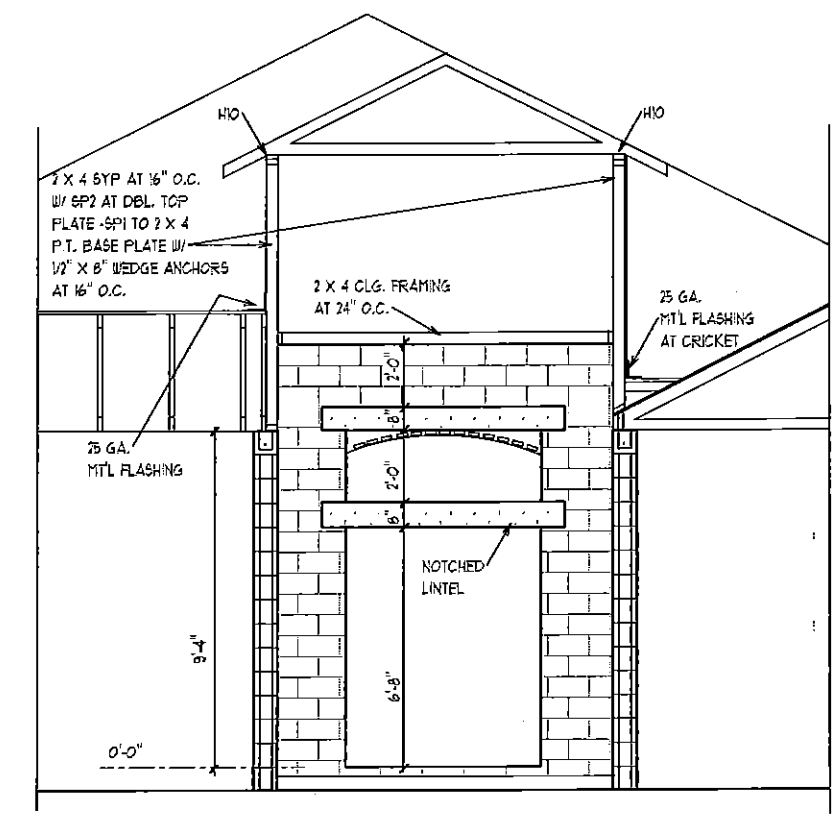 H10
H10
2 X 4 SYP AT 16" O.C.
W/ SP2 AT DBL. TOP
PLATE -SP1 TO 2 X 4
P.T. BASE PLATE W/
1/2" X 8" WEDGE ANCHORS
AT 16" O.C.
2 X 4 CLG. FRAMING
AT 24" O.C.
25 GA.
MT'L FLASHING
AT CRICKET
2'-0"
8"
25 GA.
MT'L FLASHING
2'-0"
8"
NOTCHED
LINTEL
9'-4"
6'-8"
0'-0"